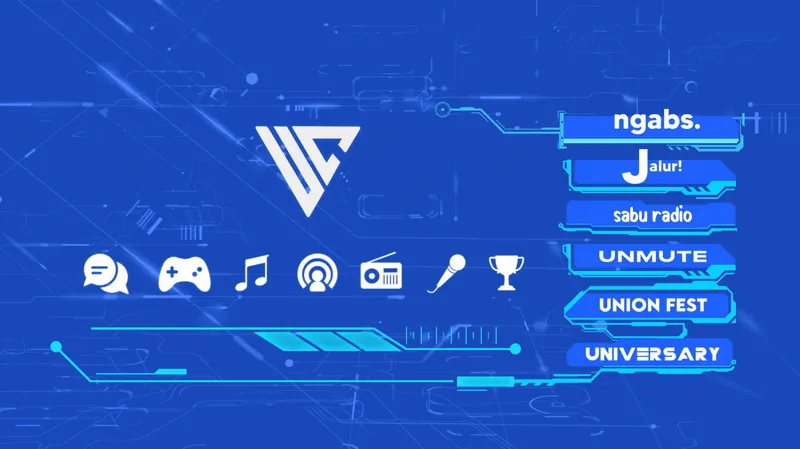 ngabs.
Jalur!
sabu radio
UNMUTE
UNION FEST
UNIVERSARY